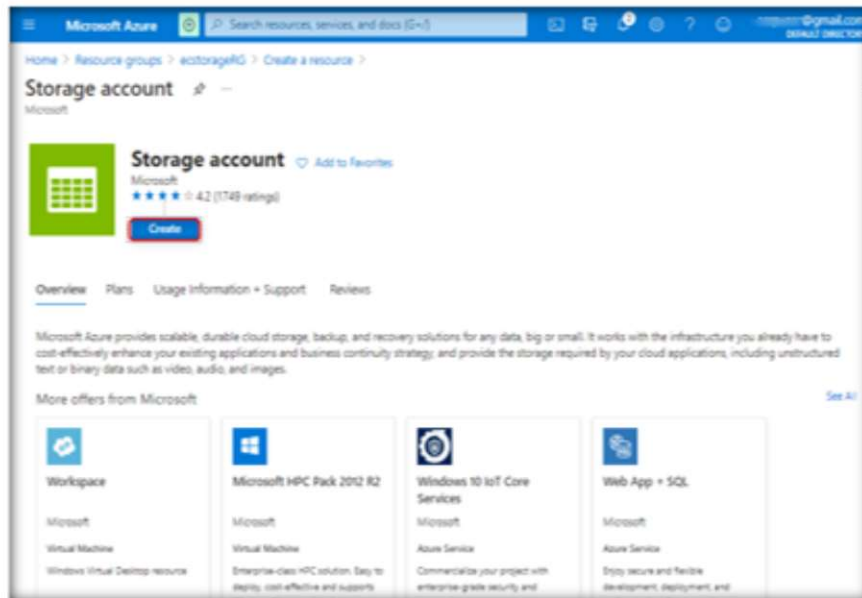 Microsoft Azure
Search resources, services, and docs (G+/)
@gmail.com
DEFAULT DIRECTORY
Home > Resource groups > ecstorageRG > Create a resource >
Storage account
Microsoft
Storage account
Add to Favorites
Microsoft
4.2 (1749 ratings)
Create
Overview Plans Usage Information + Support Reviews
Microsoft Azure provides scalable, durable cloud storage, backup, and recovery solutions for any data, big or small. It works with the infrastructure you already have to
cost-effectively enhance your existing applications and business continuity strategy, and provide the storage required by your cloud applications, including unstructured
text or binary data such as video, audio, and images.
More offers from Microsoft
See All
Workspace
Microsoft
Virtual Machine
Windows Virtual Desktop resource
Microsoft HPC Pack 2012 R2
Microsoft
Virtual Machine
Enterprise-class HPC solution. Easy to
deploy, cost-effective and supports
Windows 10 IoT Core
Services
Microsoft
Azure Service
Commercialize your project with
enterprise-grade security and
Web App + SQL
Microsoft
Azure Service
Enjoy secure and flexible
development, deployment, and